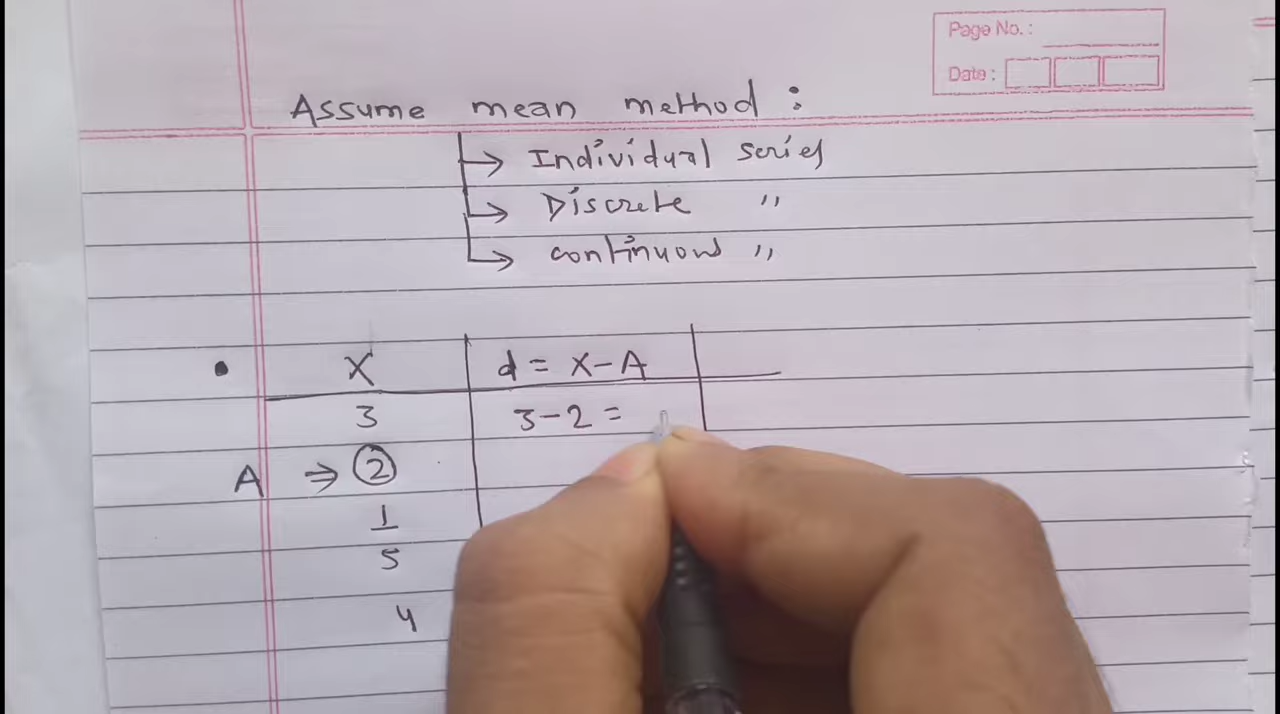 Page No. :
Date :
Assume mean method :
→ Individual series
→ Discrete "
→ continuous "
• X d = X-A
3 3-2 =
A ⇒ 2
1
5
4